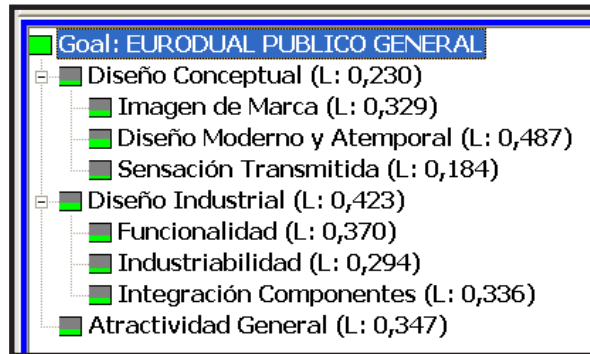 Goal: EURODUAL PUBLICO GENERAL
Diseño Conceptual (L: 0,230)
Imagen de Marca (L: 0,329)
Diseño Moderno y Atemporal (L: 0,487)
Sensación Transmitida (L: 0,184)
Diseño Industrial (L: 0,423)
Funcionalidad (L: 0,370)
Industriabilidad (L: 0,294)
Integración Componentes (L: 0,336)
Atractividad General (L: 0,347)